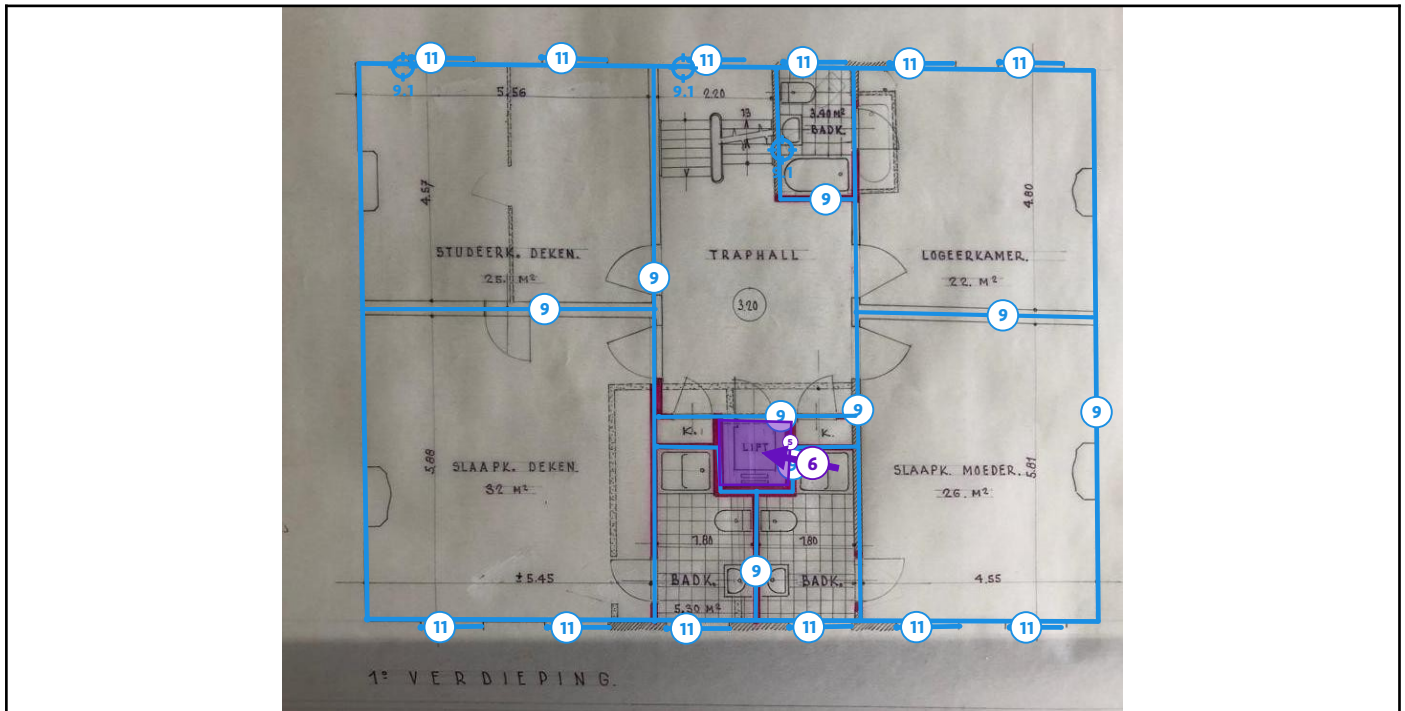 11 11 11 11 11 11
9.1 5.56 9.1 2.20
3.40 M²
13
BADK.
9
4.57 4.80
STUDEERK. DEKEN. TRAPHALL LOGEERKAMER.
25. M² 9 22. M²
9 3.20 9
9 9 9
K. LIFT 5 K.
6
5.88 SLAAPK. DEKEN. SLAAPK. MOEDER. 5.81
32 M² 26. M²
1.80 1.80
9
± 5.45 BADK. BADK. 4.55
5.30 M²
11 11 11 11 11 11
1e VERDIEPING.